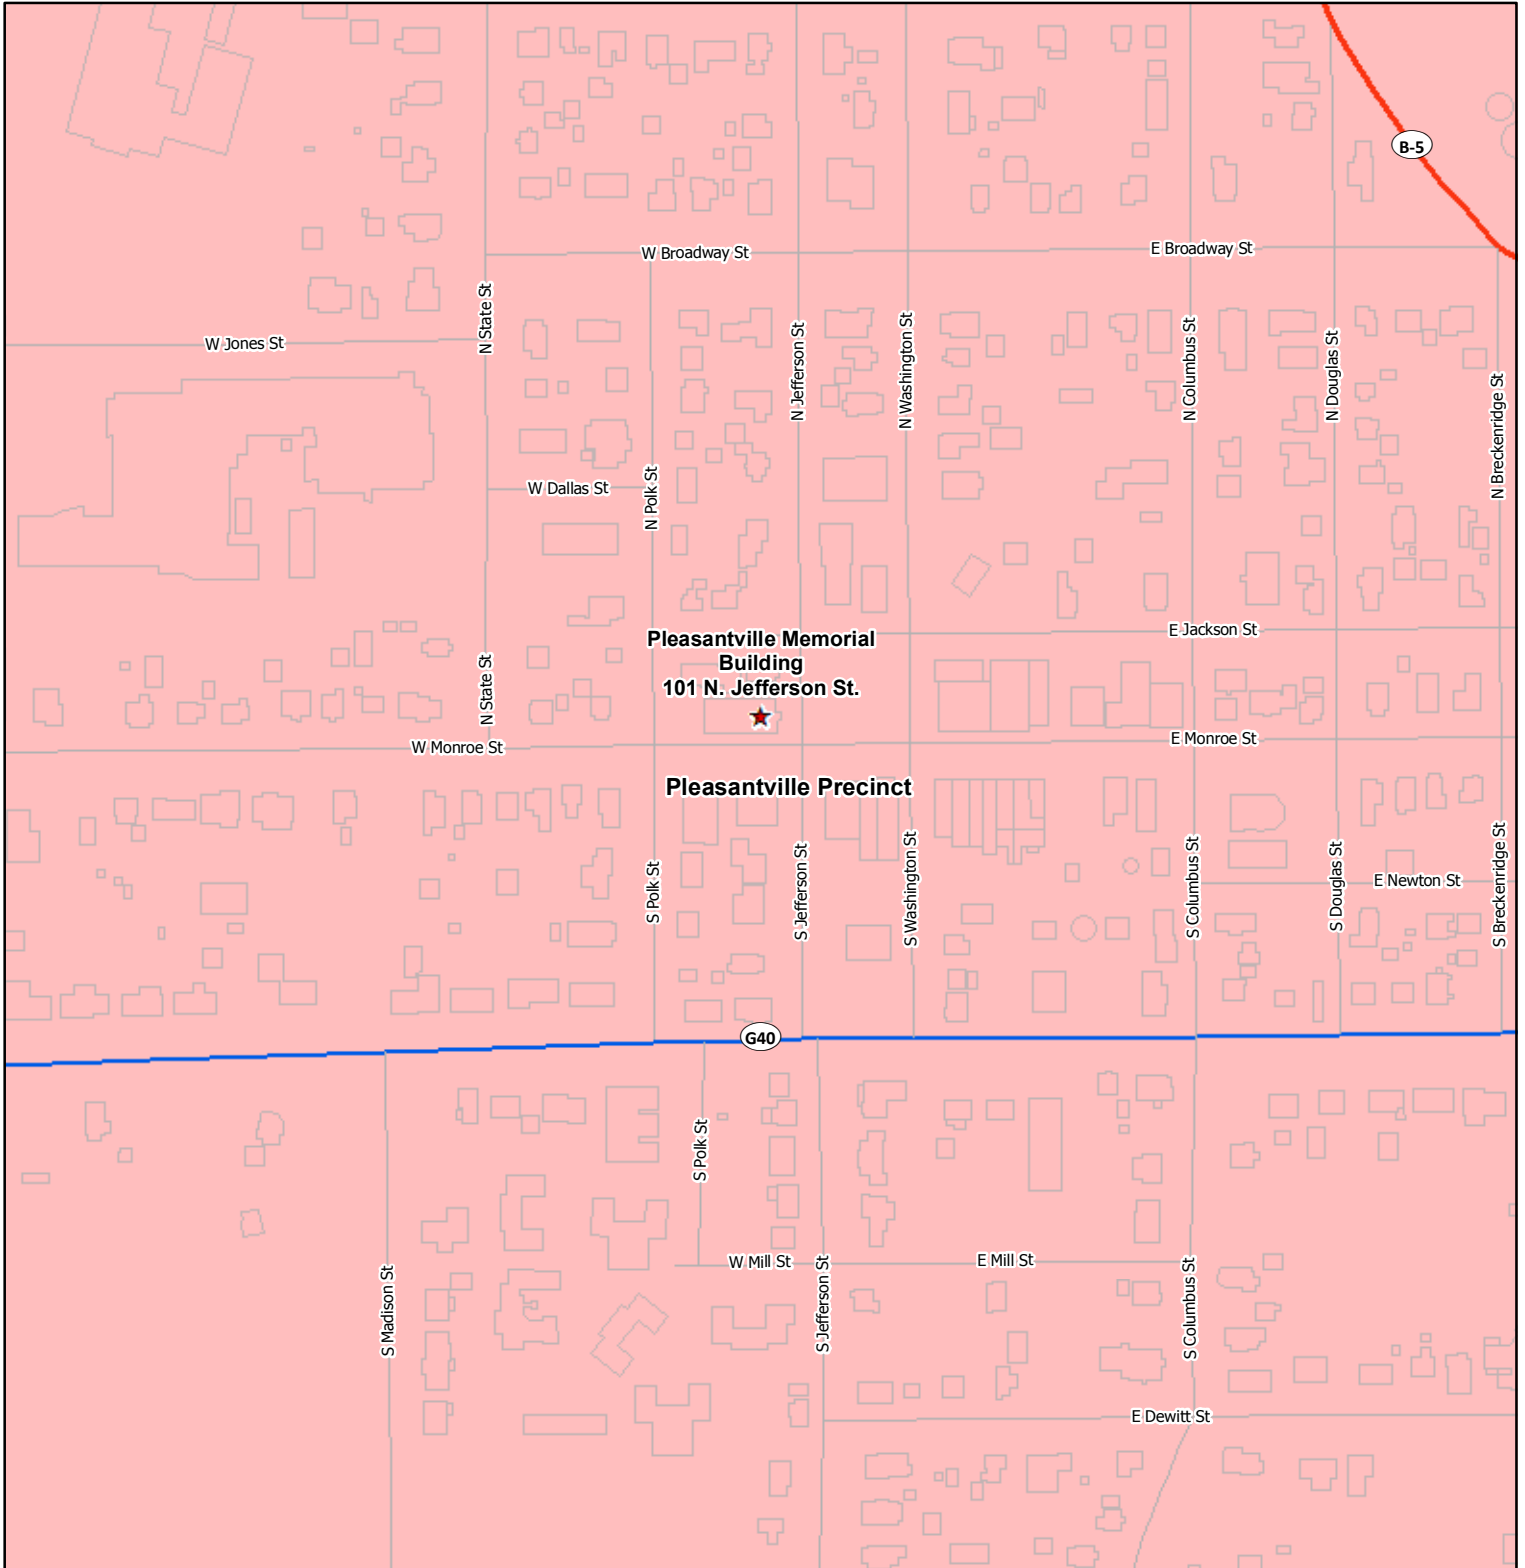 B-5
W Broadway St
E Broadway St
N State St
W Jones St
N Jefferson St
N Washington St
N Columbus St
N Douglas St
N Breckenridge St
W Dallas St
N Polk St
E Jackson St
Pleasantville Memorial
Building
101 N. Jefferson St.
N State St
W Monroe St
E Monroe St
Pleasantville Precinct
S Polk St
S Jefferson St
S Washington St
S Columbus St
S Douglas St
E Newton St
S Breckenridge St
G40
S Polk St
W Mill St
E Mill St
S Madison St
S Jefferson St
S Columbus St
E Dewitt St